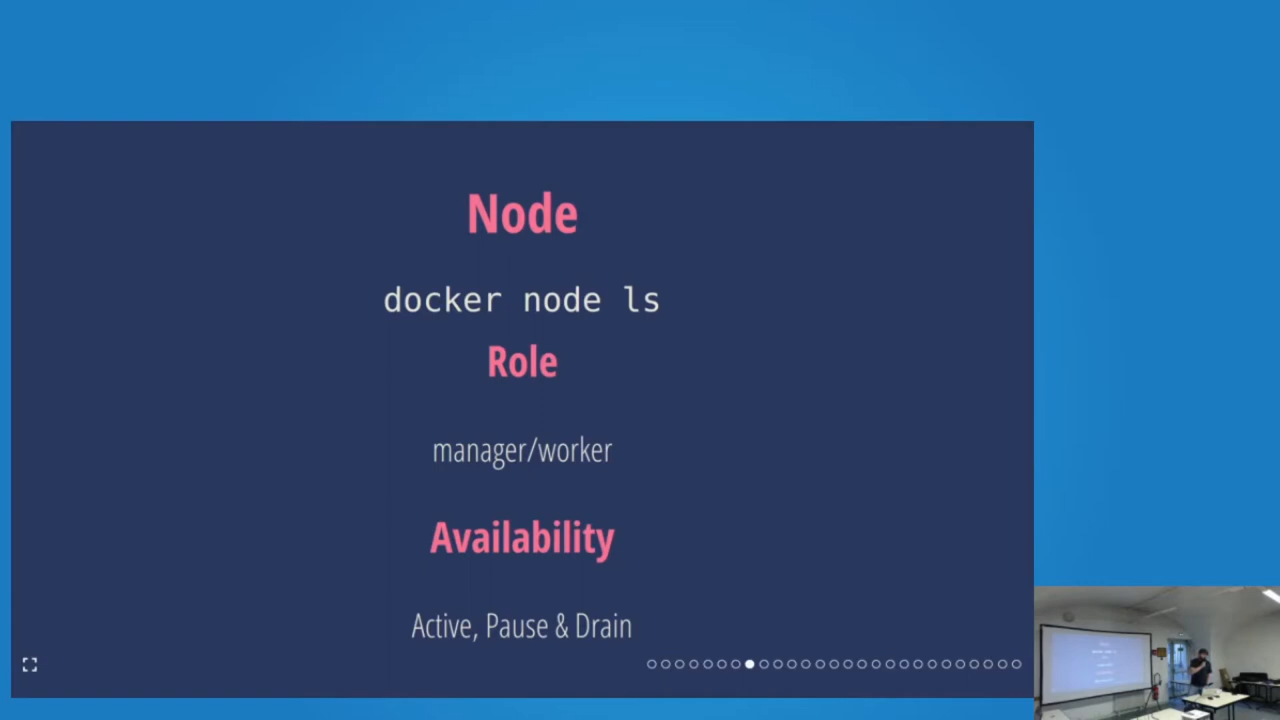 Node
docker node ls
Role
manager/worker
Availability
Active, Pause & Drain